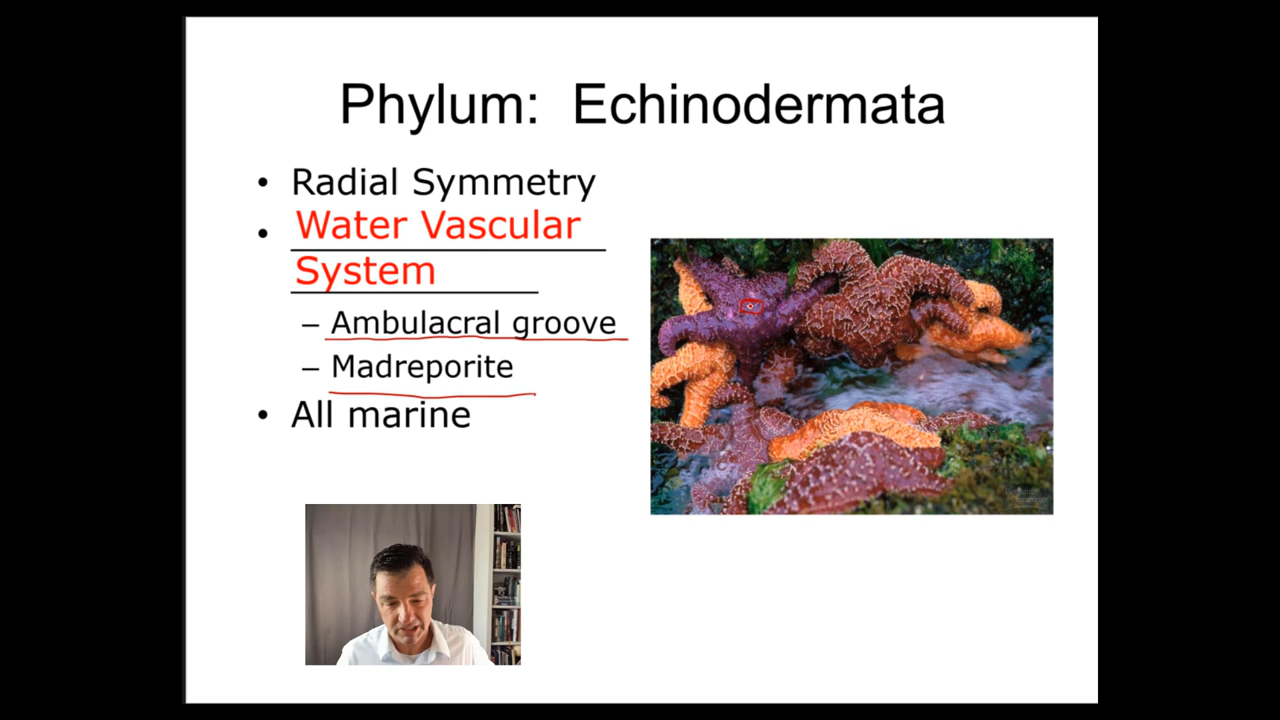 Phylum: Echinodermata
• Radial Symmetry
• Water Vascular
System
– Ambulacral groove
– Madreporite
• All marine